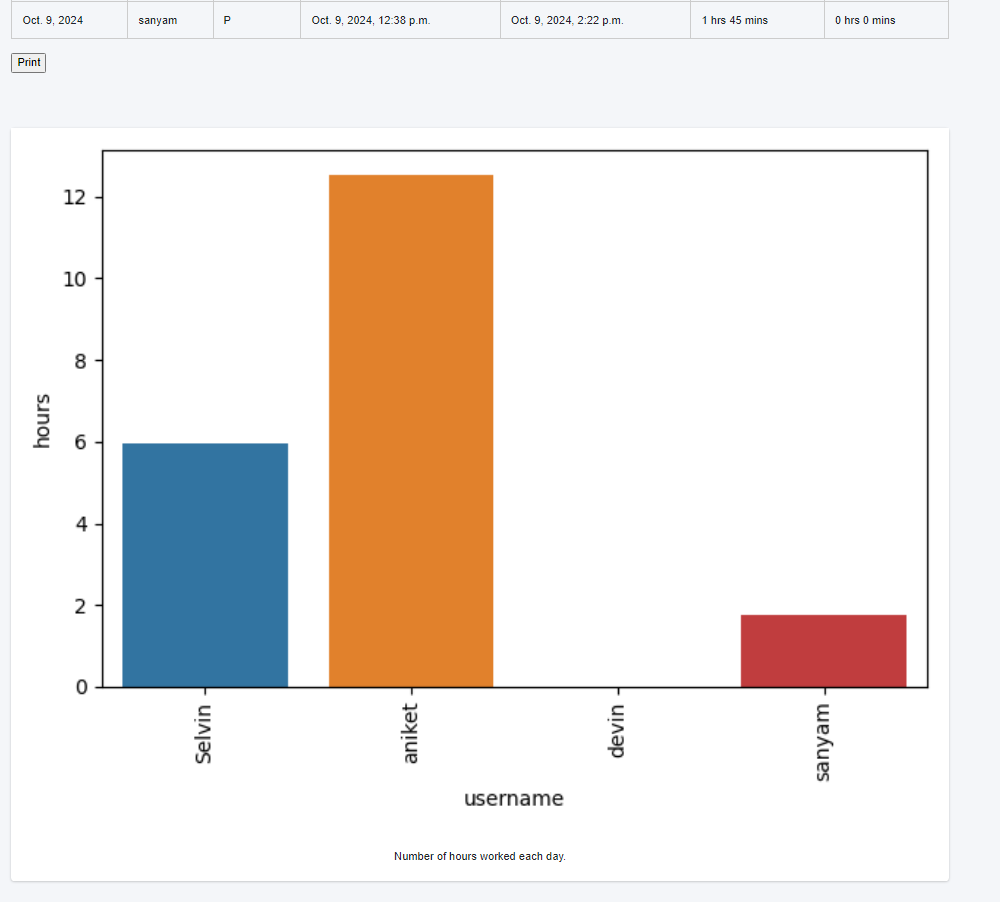 Oct. 9, 2024 sanyam P Oct. 9, 2024, 12:38 p.m. Oct. 9, 2024, 2:22 p.m. 1 hrs 45 mins 0 hrs 0 mins
Print
12
10
8
6
4
2
0
hours
Selvin aniket devin sanyam
username
Number of hours worked each day.